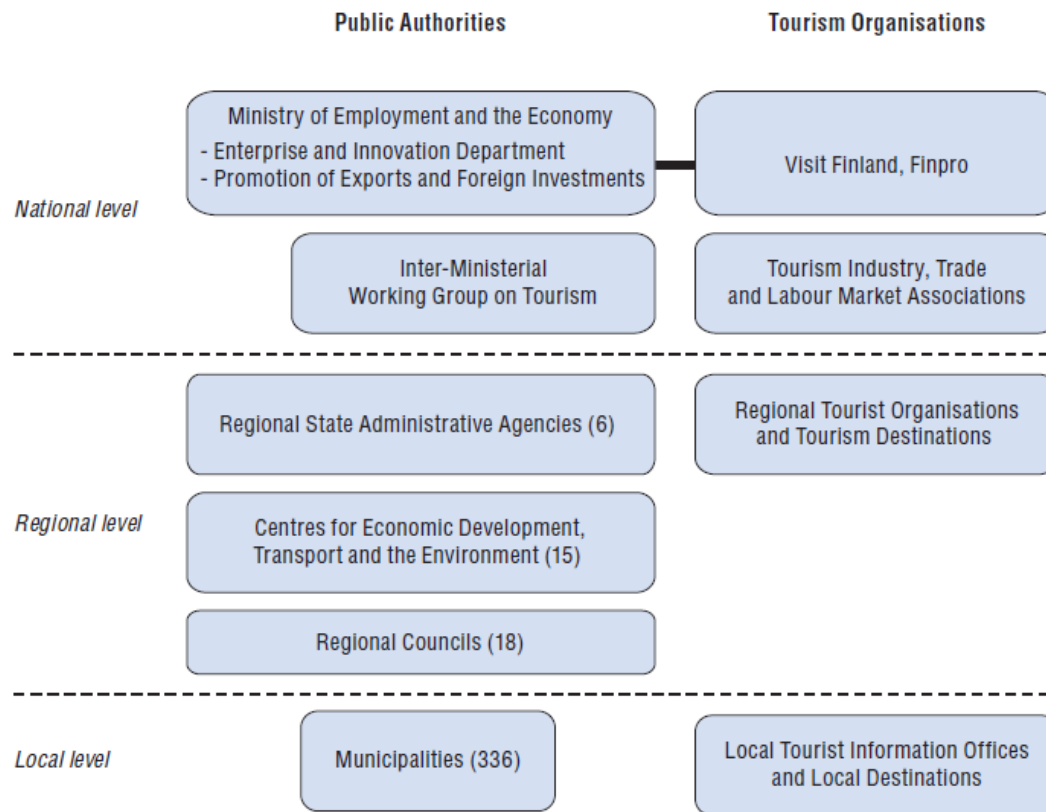 Public Authorities
Tourism Organisations
National level
Ministry of Employment and the Economy
- Enterprise and Innovation Department
- Promotion of Exports and Foreign Investments
Visit Finland, Finpro
Inter-Ministerial
Working Group on Tourism
Tourism Industry, Trade
and Labour Market Associations
Regional level
Regional State Administrative Agencies (6)
Regional Tourist Organisations
and Tourism Destinations
Centres for Economic Development,
Transport and the Environment (15)
Regional Councils (18)
Local level
Municipalities (336)
Local Tourist Information Offices
and Local Destinations